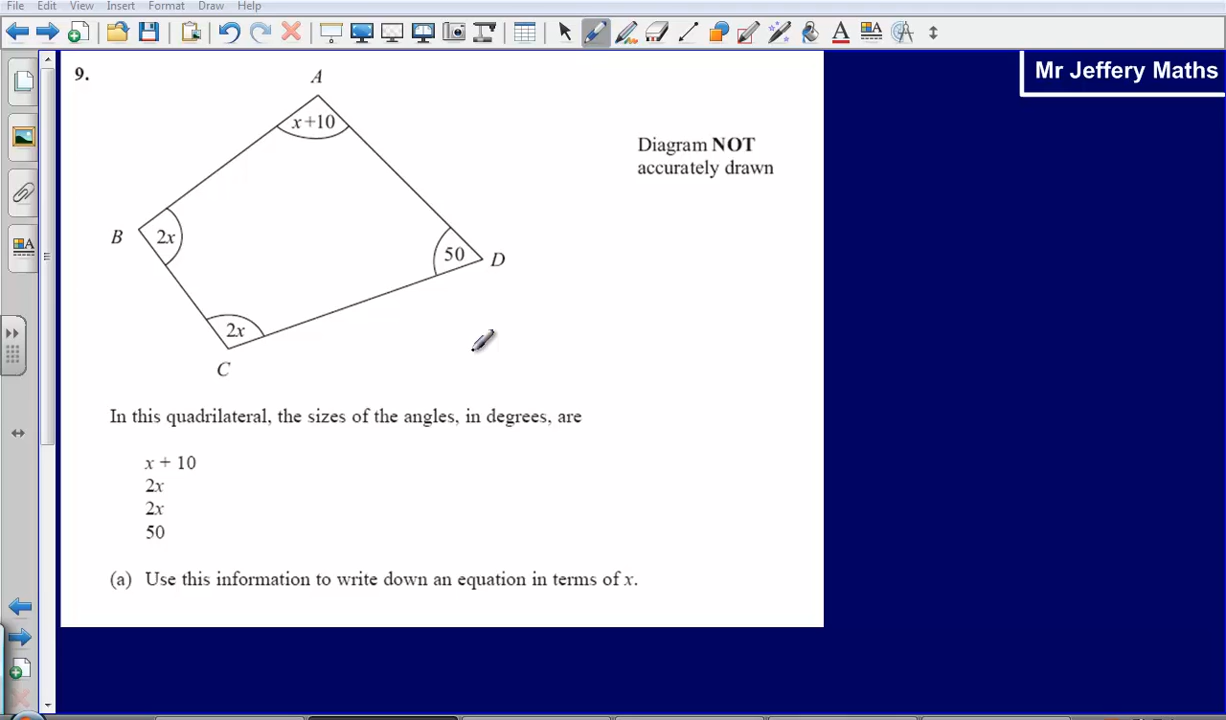 File Edit View Insert Format Draw Help
Mr Jeffery Maths
9.
A
x+10
Diagram NOT
accurately drawn
B
2x
50
D
2x
C
In this quadrilateral, the sizes of the angles, in degrees, are
x + 10
2x
2x
50
(a) Use this information to write down an equation in terms of x.